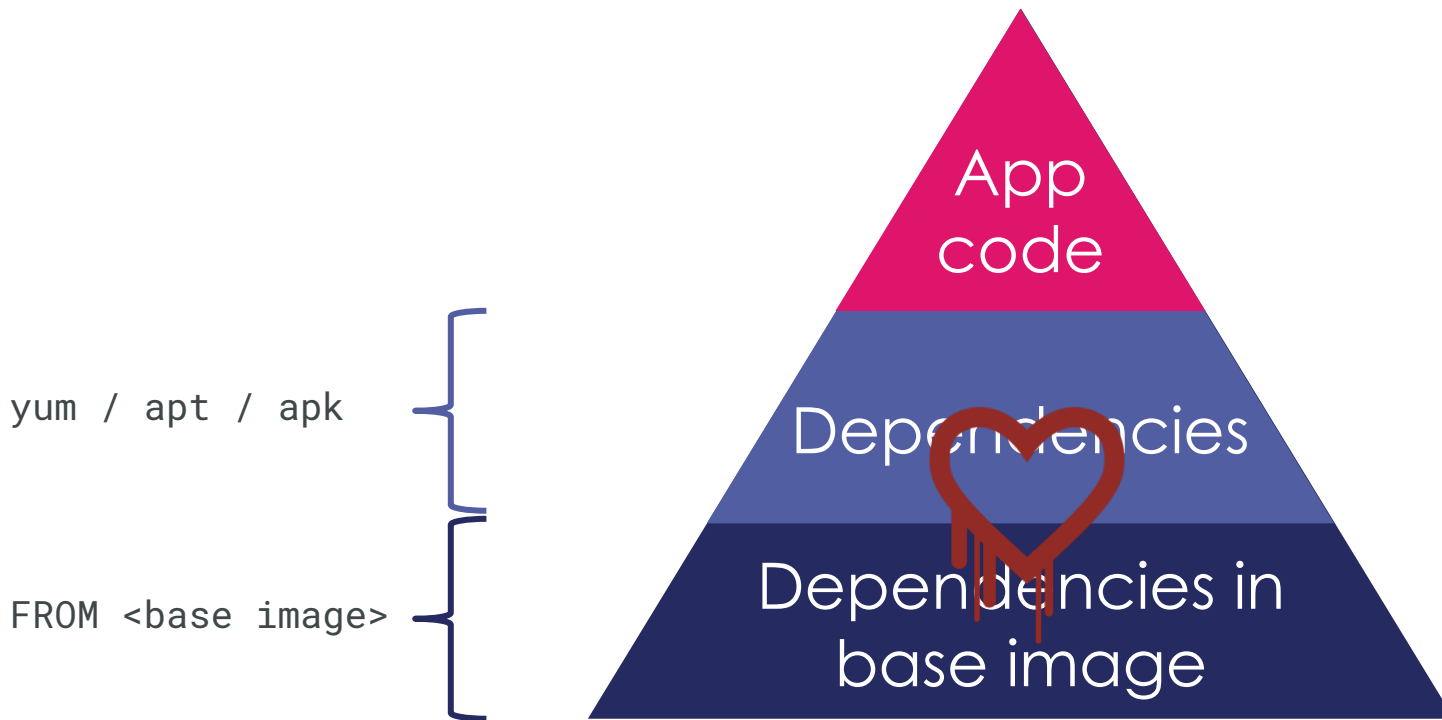 App
code
yum / apt / apk
Dependencies
FROM <base image>
Dependencies in
base image